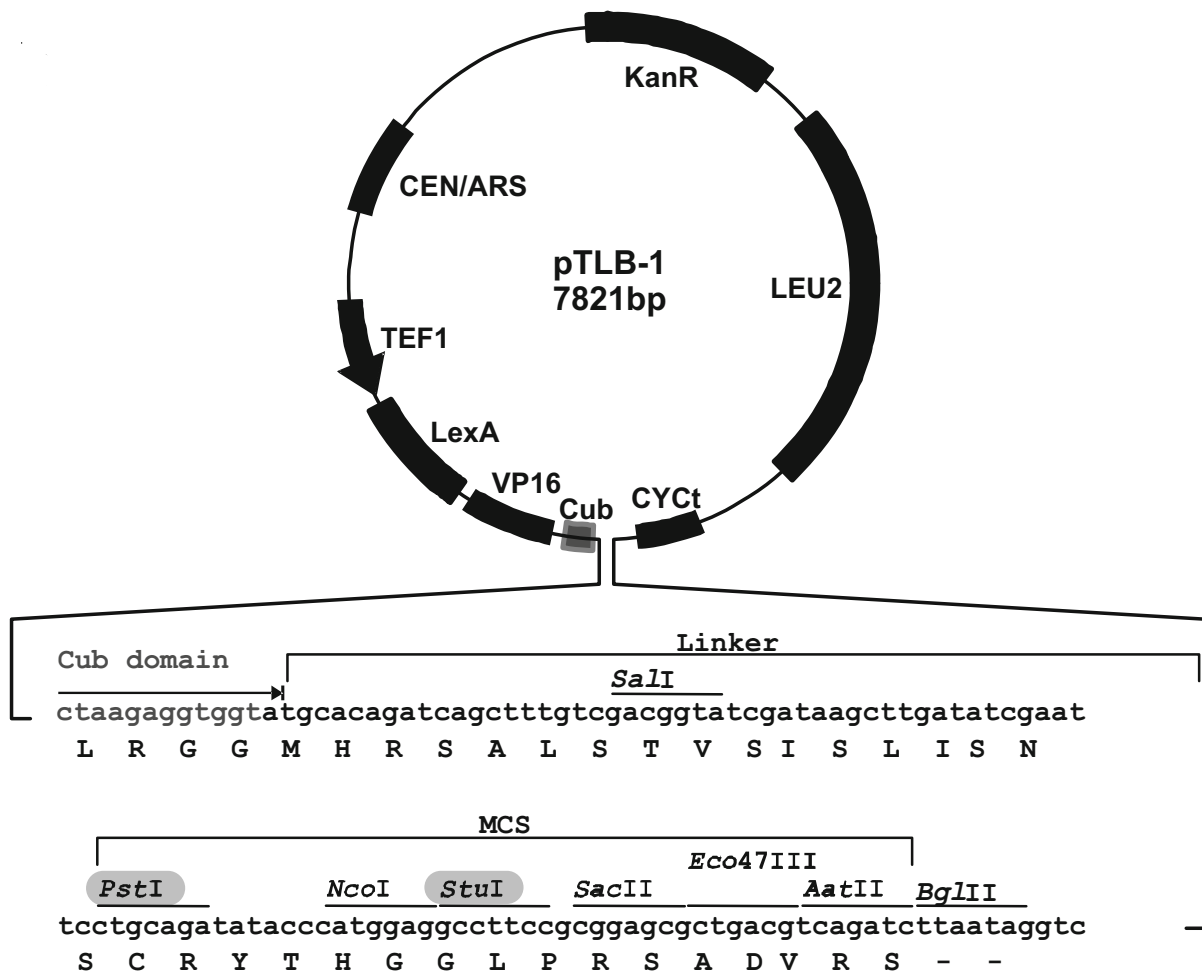 KanR
CEN/ARS
pTLB-1
7821bp
LEU2
TEF1
LexA
VP16
Cub
CYCt
Linker
Cub domain
SalI
ctaagaggtggtatgcacagatcagctttgtcgacggtatcgataagcttgatatcgaat
L R G G M H R S A L S T V S I S L I S N
MCS
Eco47III
PstI NcoI StuI SacII AatII BglII
tcctgcagatatacccatggaggccttccgcggagcgctgacgtcagatcttaataggtc
S C R Y T H G G L P R S A D V R S - -